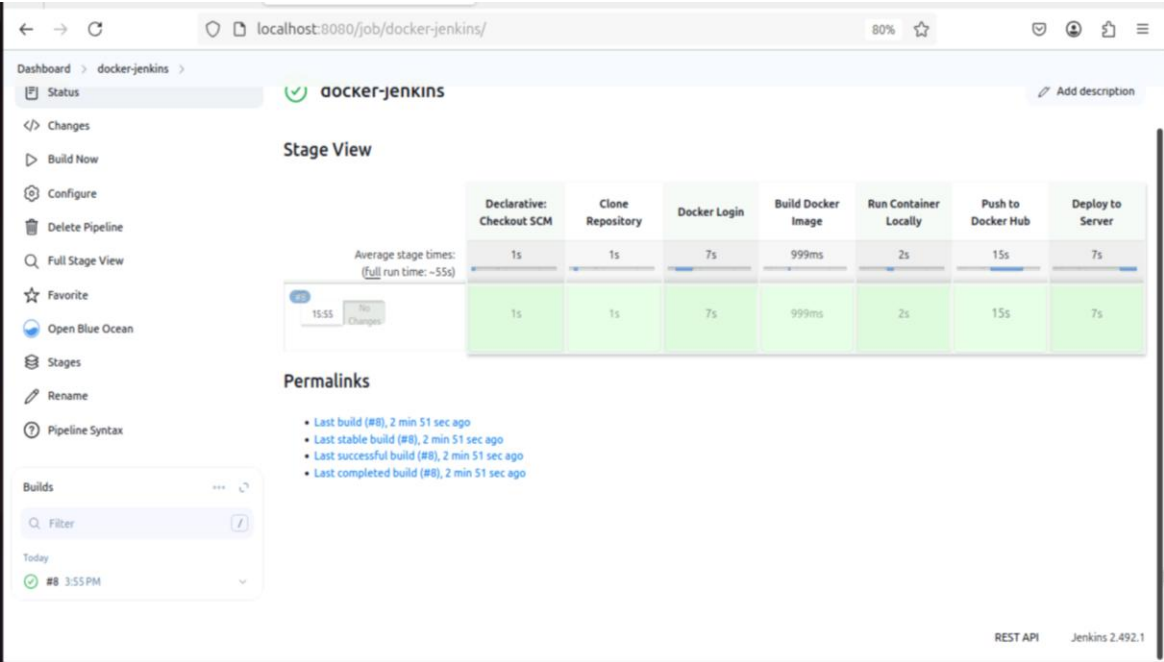 localhost:8080/job/docker-jenkins/
80%
Dashboard > docker-jenkins >
Status
Changes
Build Now
Configure
Delete Pipeline
Full Stage View
Favorite
Open Blue Ocean
Stages
Rename
Pipeline Syntax
Builds
Filter
/
Today
#8 3:55 PM
docker-jenkins
Add description
Stage View
Declarative: Checkout SCM
Clone Repository
Docker Login
Build Docker Image
Run Container Locally
Push to Docker Hub
Deploy to Server
Average stage times:
(full run time: ~55s)
1s 1s 7s 999ms 2s 15s 7s
#8
15:55
No Changes
1s 1s 7s 999ms 2s 15s 7s
Permalinks
Last build (#8), 2 min 51 sec ago
Last stable build (#8), 2 min 51 sec ago
Last successful build (#8), 2 min 51 sec ago
Last completed build (#8), 2 min 51 sec ago
REST API Jenkins 2.492.1